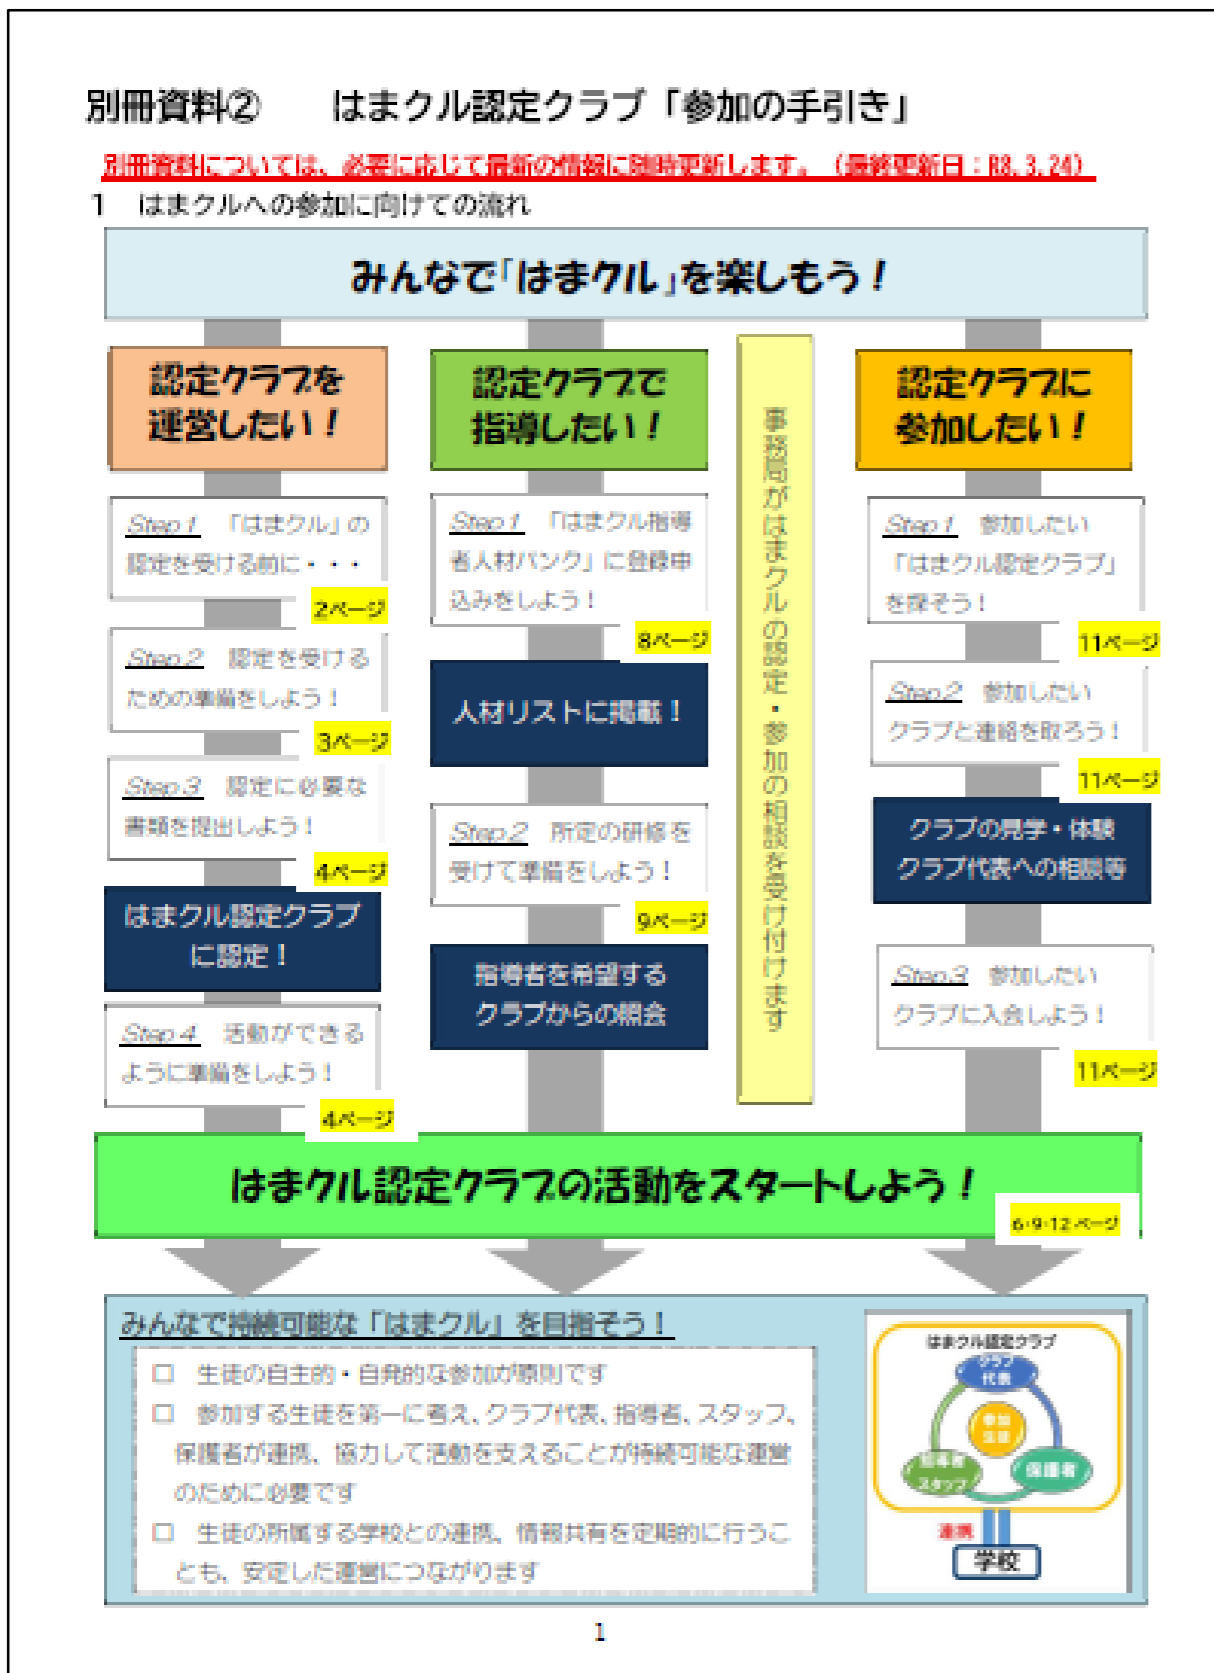 別冊資料② はまクル認定クラブ「参加の手引き」
別冊資料については、必要に応じて最新の情報に随時更新します。(最終更新日：R8.3.24)
1 はまクルへの参加に向けての流れ
みんなで「はまクル」を楽しもう！
認定クラブを
運営したい！
Step1 「はまクル」の
認定を受ける前に・・・
2ページ
Step2 認定を受ける
ための準備をしよう！
3ページ
Step3 認定に必要な
書類を提出しよう！
4ページ
はまクル認定クラブ
に認定！
Step4 活動ができる
ように準備をしよう！
4ページ
認定クラブで
指導したい！
Step1 「はまクル指導
者人材バンク」に登録申
込みをしよう！
8ページ
人材リストに掲載！
Step2 所定の研修を
受けて準備をしよう！
9ページ
指導者を希望する
クラブからの照会
事務局がはまクルの認定・参加の相談を受け付けます
認定クラブに
参加したい！
Step1 参加したい
「はまクル認定クラブ」
を探そう！
11ページ
Step2 参加したい
クラブと連絡を取ろう！
11ページ
クラブの見学・体験
クラブ代表への相談等
Step3 参加したい
クラブに入会しよう！
11ページ
はまクル認定クラブの活動をスタートしよう！
6・9・12ページ
みんなで持続可能な「はまクル」を目指そう！
□ 生徒の自主的・自発的な参加が原則です
□ 参加する生徒を第一に考え、クラブ代表、指導者、スタッフ、
保護者が連携、協力して活動を支えることが持続可能な運営
のために必要です
□ 生徒の所属する学校との連携、情報共有を定期的に行うこ
とも、安定した運営につながります
はまクル認定クラブ
クラブ
代表
参加
生徒
指導者
スタッフ
保護者
連携
学校
1